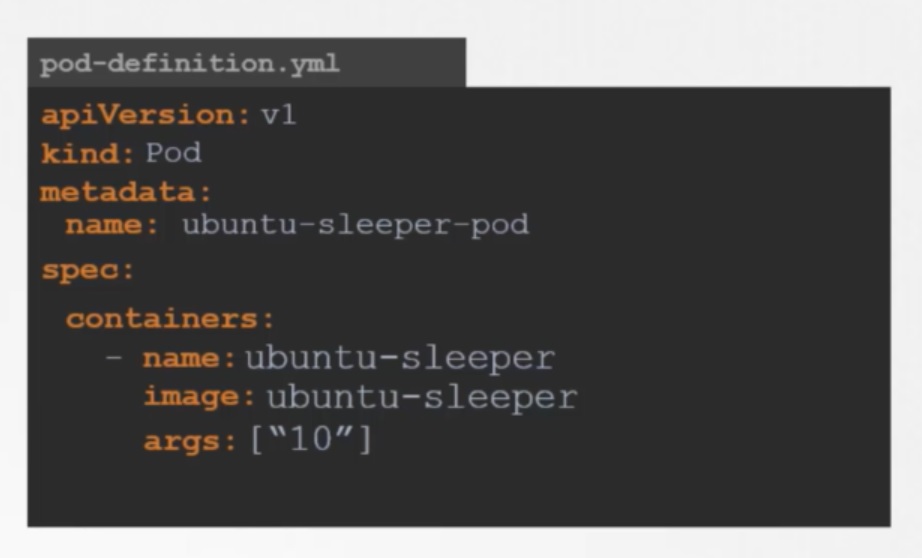 pod-definition.yml
apiVersion: v1
kind: Pod
metadata:
name: ubuntu-sleeper-pod
spec:
containers:
- name: ubuntu-sleeper
image: ubuntu-sleeper
args: [“10”]